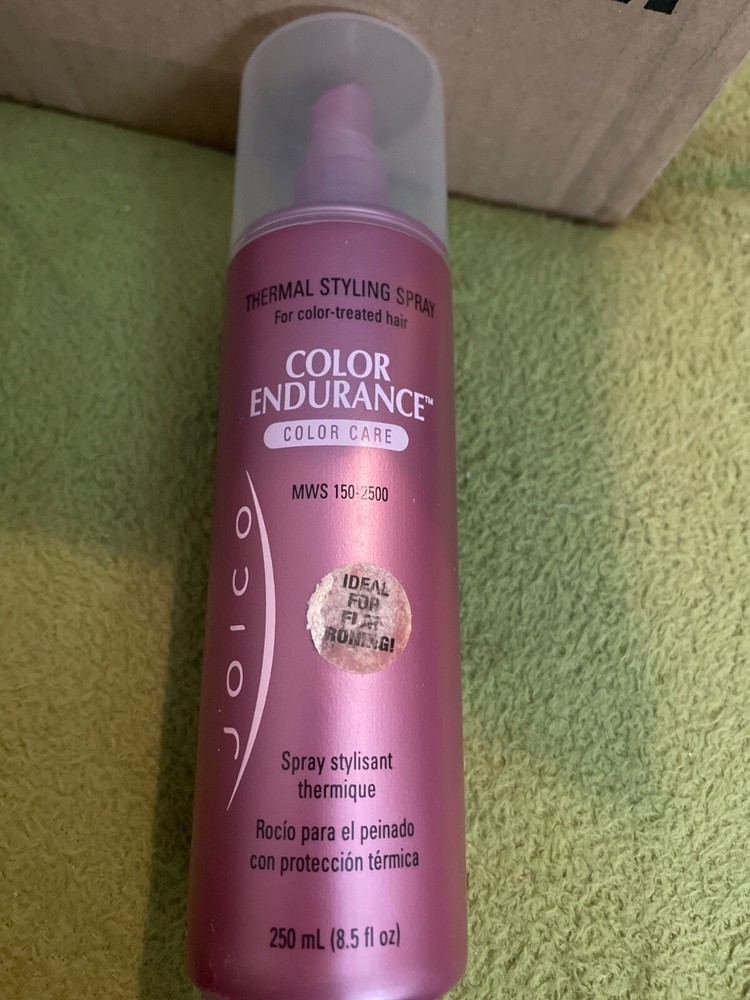 THERMAL STYLING SPRAY
For color-treated hair
COLOR
ENDURANCE™
COLOR CARE
MWS 150-2500
JOICO
IDEAL
FOR
FLAT
RONING!
Spray stylisant
thermique
Rocío para el peinado
con protección térmica
250 mL (8.5 fl oz)